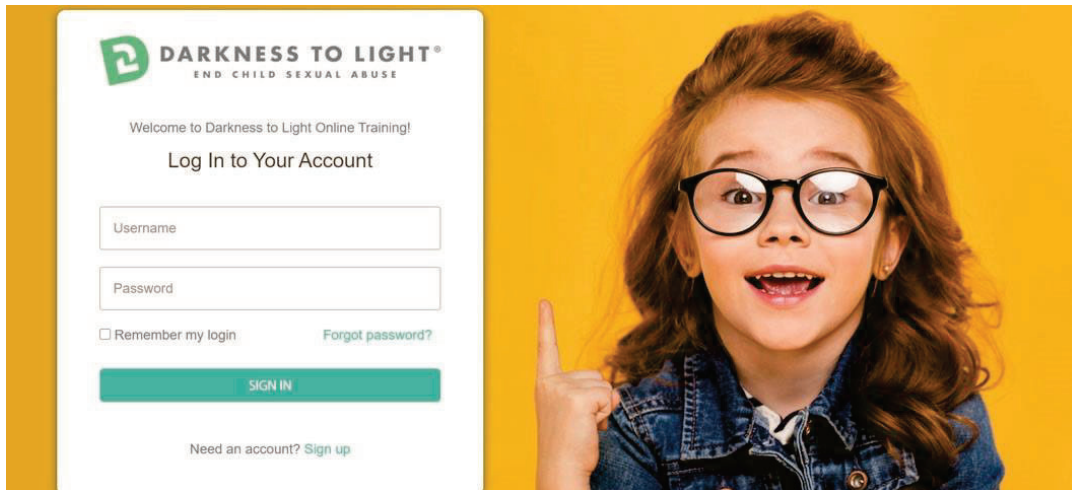 DARKNESS TO LIGHT®
END CHILD SEXUAL ABUSE
Welcome to Darkness to Light Online Training!
Log In to Your Account
Username
Password
Remember my login Forgot password?
SIGN IN
Need an account? Sign up